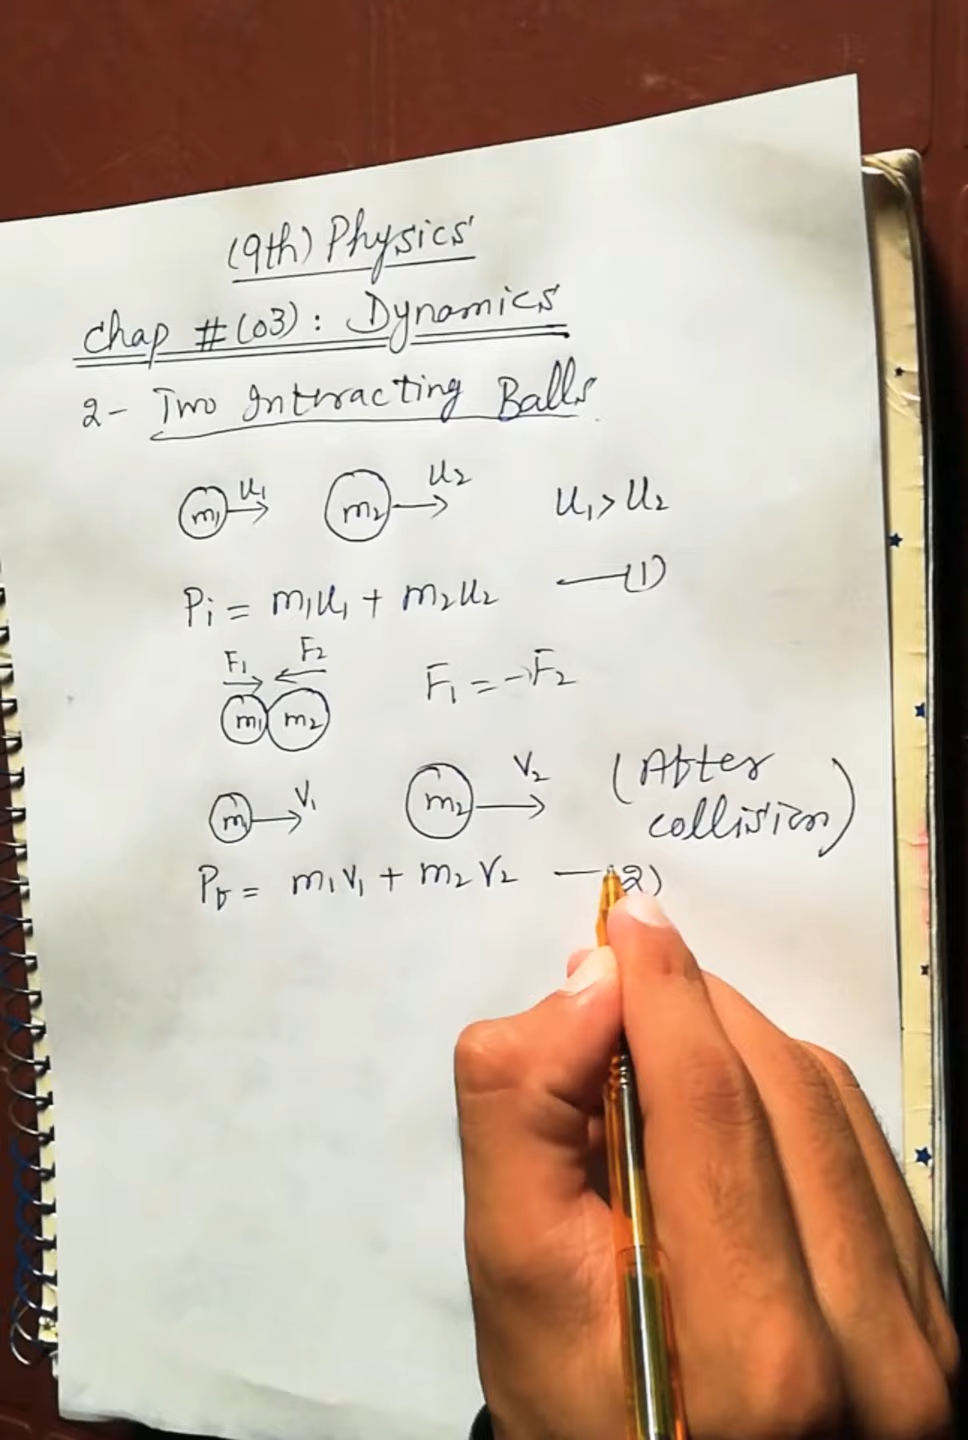 (9th) Physics
Chap # (03) : Dynamics
2- Two Interacting Balls
m₁ u₁ m₂ u₂ u₁ > u₂
Pi = m₁u₁ + m₂u₂ — (1)
F₁ F₂
m₁ m₂ F₁ = -F₂
m₁ V₁ m₂ V₂ (After
collision)
Pf = m₁V₁ + m₂V₂ — (2)